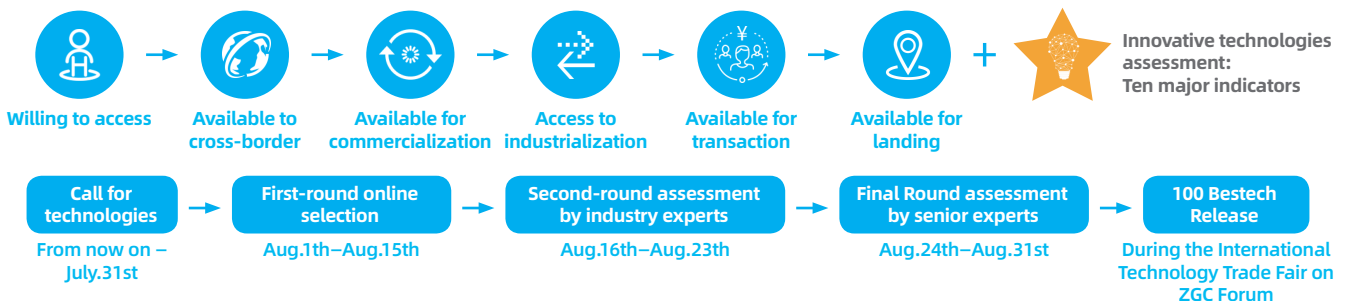 Willing to access
Available to
cross-border
Available for
commercialization
Access to
industrialization
¥
Available for
transaction
Available for
landing
+
Innovative technologies
assessment:
Ten major indicators
Call for
technologies
From now on –
July.31st
First-round online
selection
Aug.1th–Aug.15th
Second-round assessment
by industry experts
Aug.16th–Aug.23th
Final Round assessment
by senior experts
Aug.24th–Aug.31st
100 Bestech
Release
During the International
Technology Trade Fair on
ZGC Forum